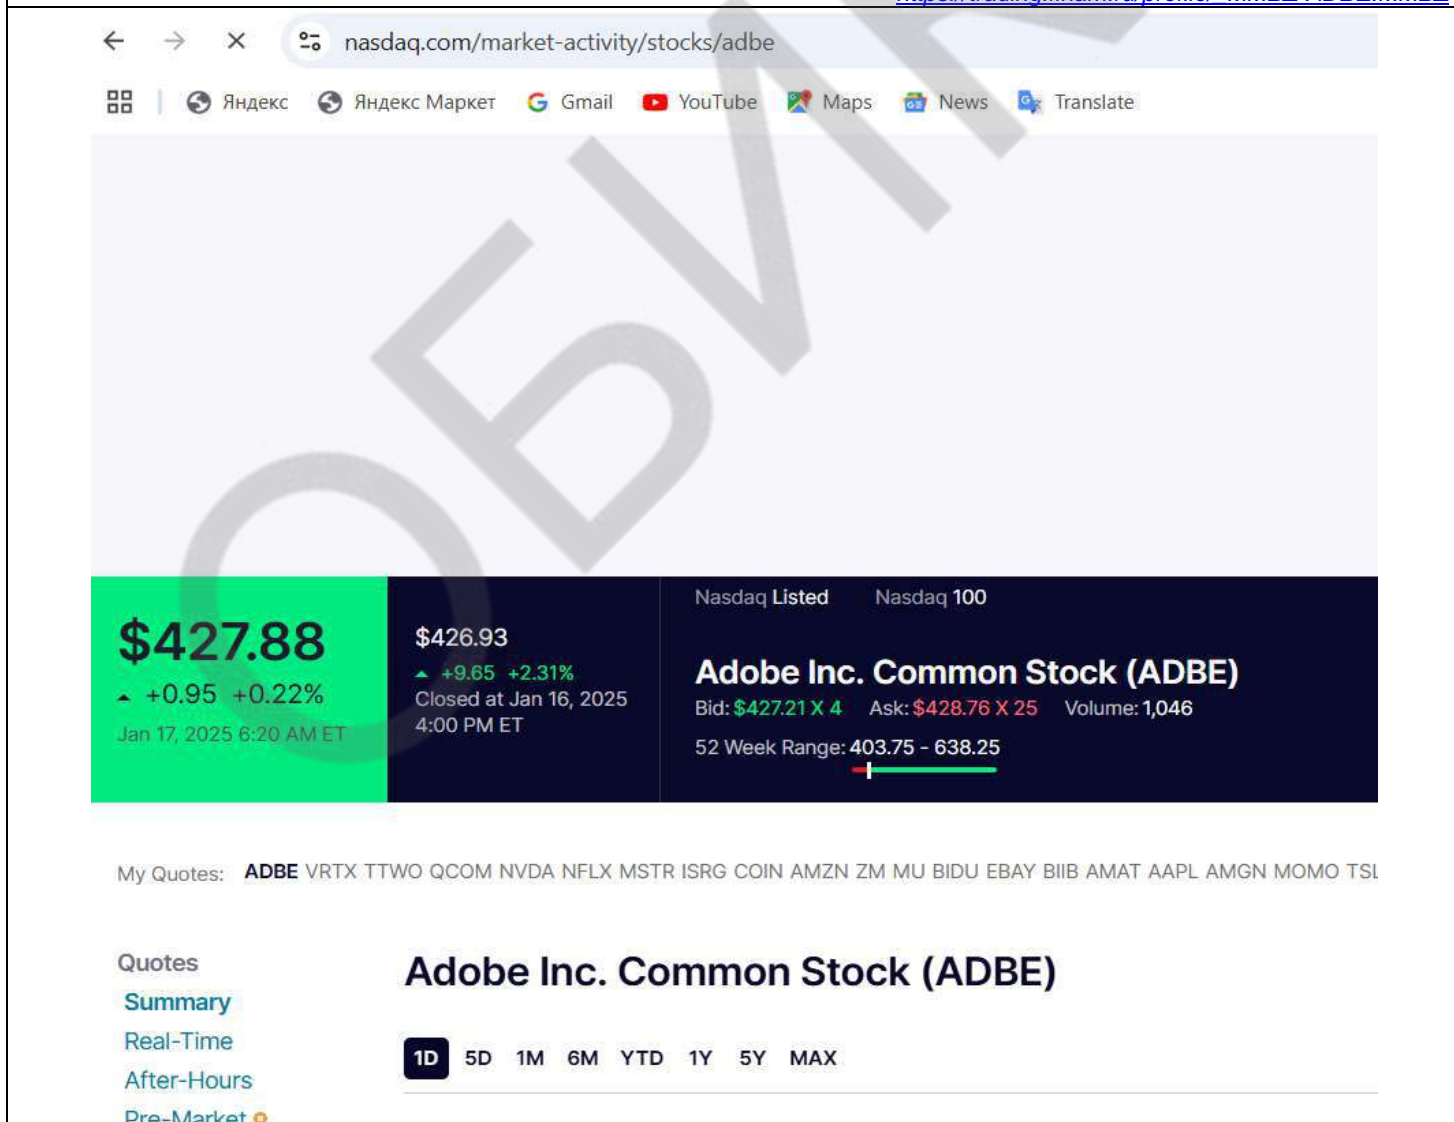 nasdaq.com/market-activity/stocks/adbe
Яндекс Яндекс Маркет Gmail YouTube Maps News Translate
ОБИ
$427.88
+0.95 +0.22%
Jan 17, 2025 6:20 AM ET
$426.93
+9.65 +2.31%
Closed at Jan 16, 2025
4:00 PM ET
Nasdaq Listed Nasdaq 100
Adobe Inc. Common Stock (ADBE)
Bid: $427.21 X 4 Ask: $428.76 X 25 Volume: 1,046
52 Week Range: 403.75 - 638.25
My Quotes: ADBE VRTX TTWO QCOM NVDA NFLX MSTR ISRG COIN AMZN ZM MU BIDU EBAY BIIB AMAT AAPL AMGN MOMO TSL
Quotes
Summary
Real-Time
After-Hours
Pre-Market
Adobe Inc. Common Stock (ADBE)
1D 5D 1M 6M YTD 1Y 5Y MAX